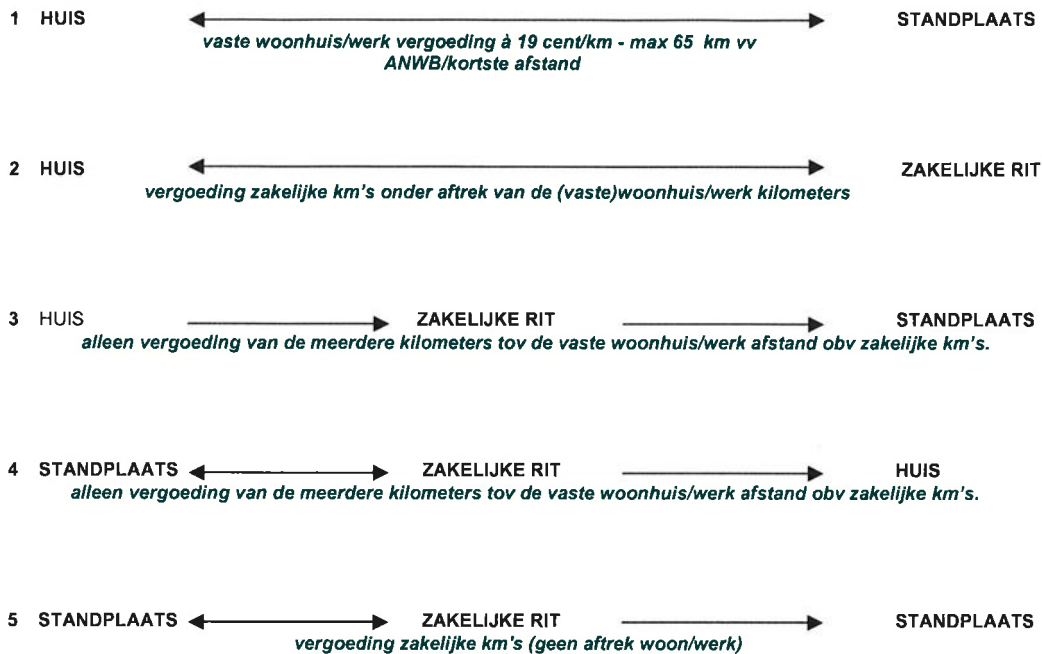 1 HUIS STANDPLAATS
vaste woonhuis/werk vergoeding à 19 cent/km - max 65 km vv
ANWB/kortste afstand
2 HUIS ZAKELIJKE RIT
vergoeding zakelijke km's onder aftrek van de (vaste)woonhuis/werk kilometers
3 HUIS ZAKELIJKE RIT STANDPLAATS
alleen vergoeding van de meerdere kilometers tov de vaste woonhuis/werk afstand obv zakelijke km's.
4 STANDPLAATS ZAKELIJKE RIT HUIS
alleen vergoeding van de meerdere kilometers tov de vaste woonhuis/werk afstand obv zakelijke km's.
5 STANDPLAATS ZAKELIJKE RIT STANDPLAATS
vergoeding zakelijke km's (geen aftrek woon/werk)